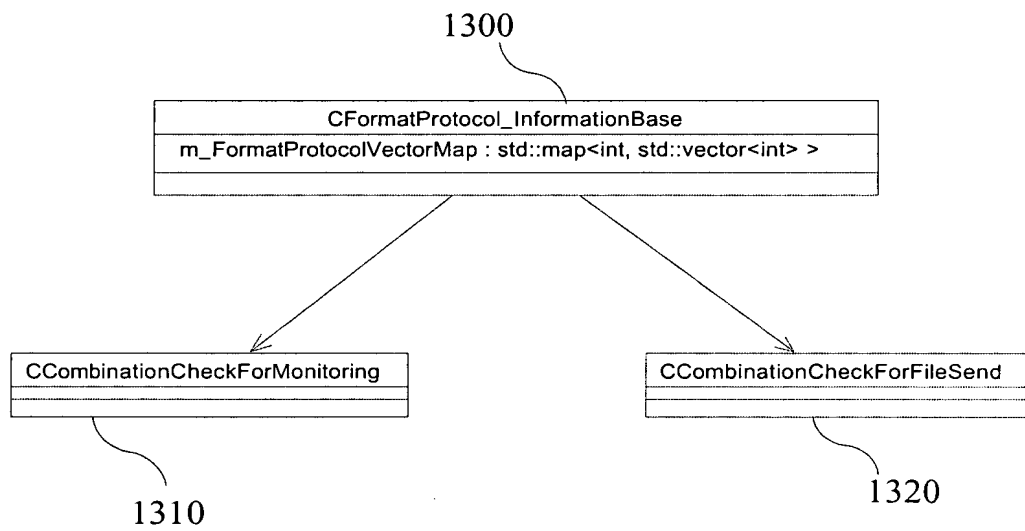 1300
CFormatProtocol_InformationBase
m_FormatProtocolVectorMap : std::map<int, std::vector<int> >
CCombinationCheckForMonitoring
CCombinationCheckForFileSend
1310
1320